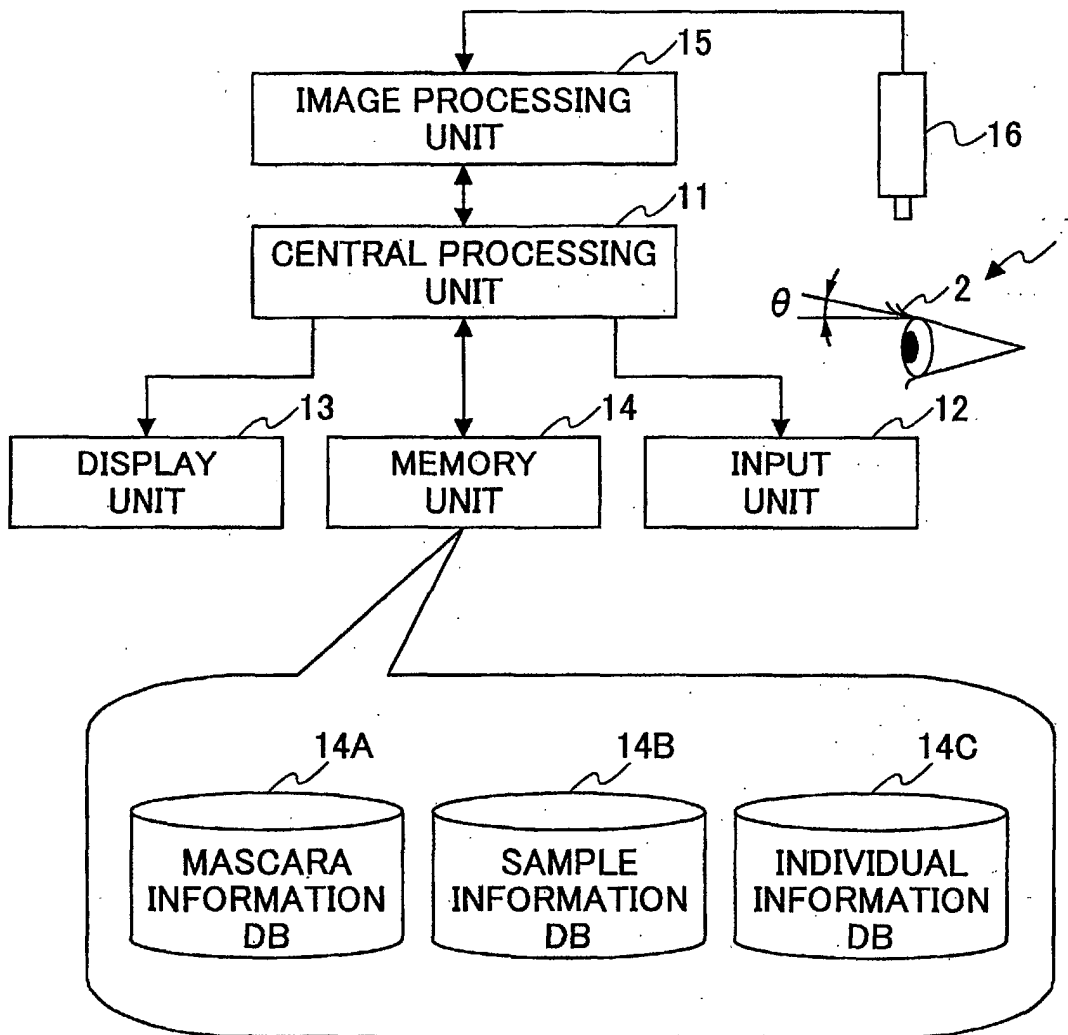 15
IMAGE PROCESSING
UNIT
16
11
CENTRAL PROCESSING
UNIT
2
θ
13
14
12
DISPLAY
UNIT
MEMORY
UNIT
INPUT
UNIT
14A
14B
14C
MASCARA
INFORMATION
DB
SAMPLE
INFORMATION
DB
INDIVIDUAL
INFORMATION
DB